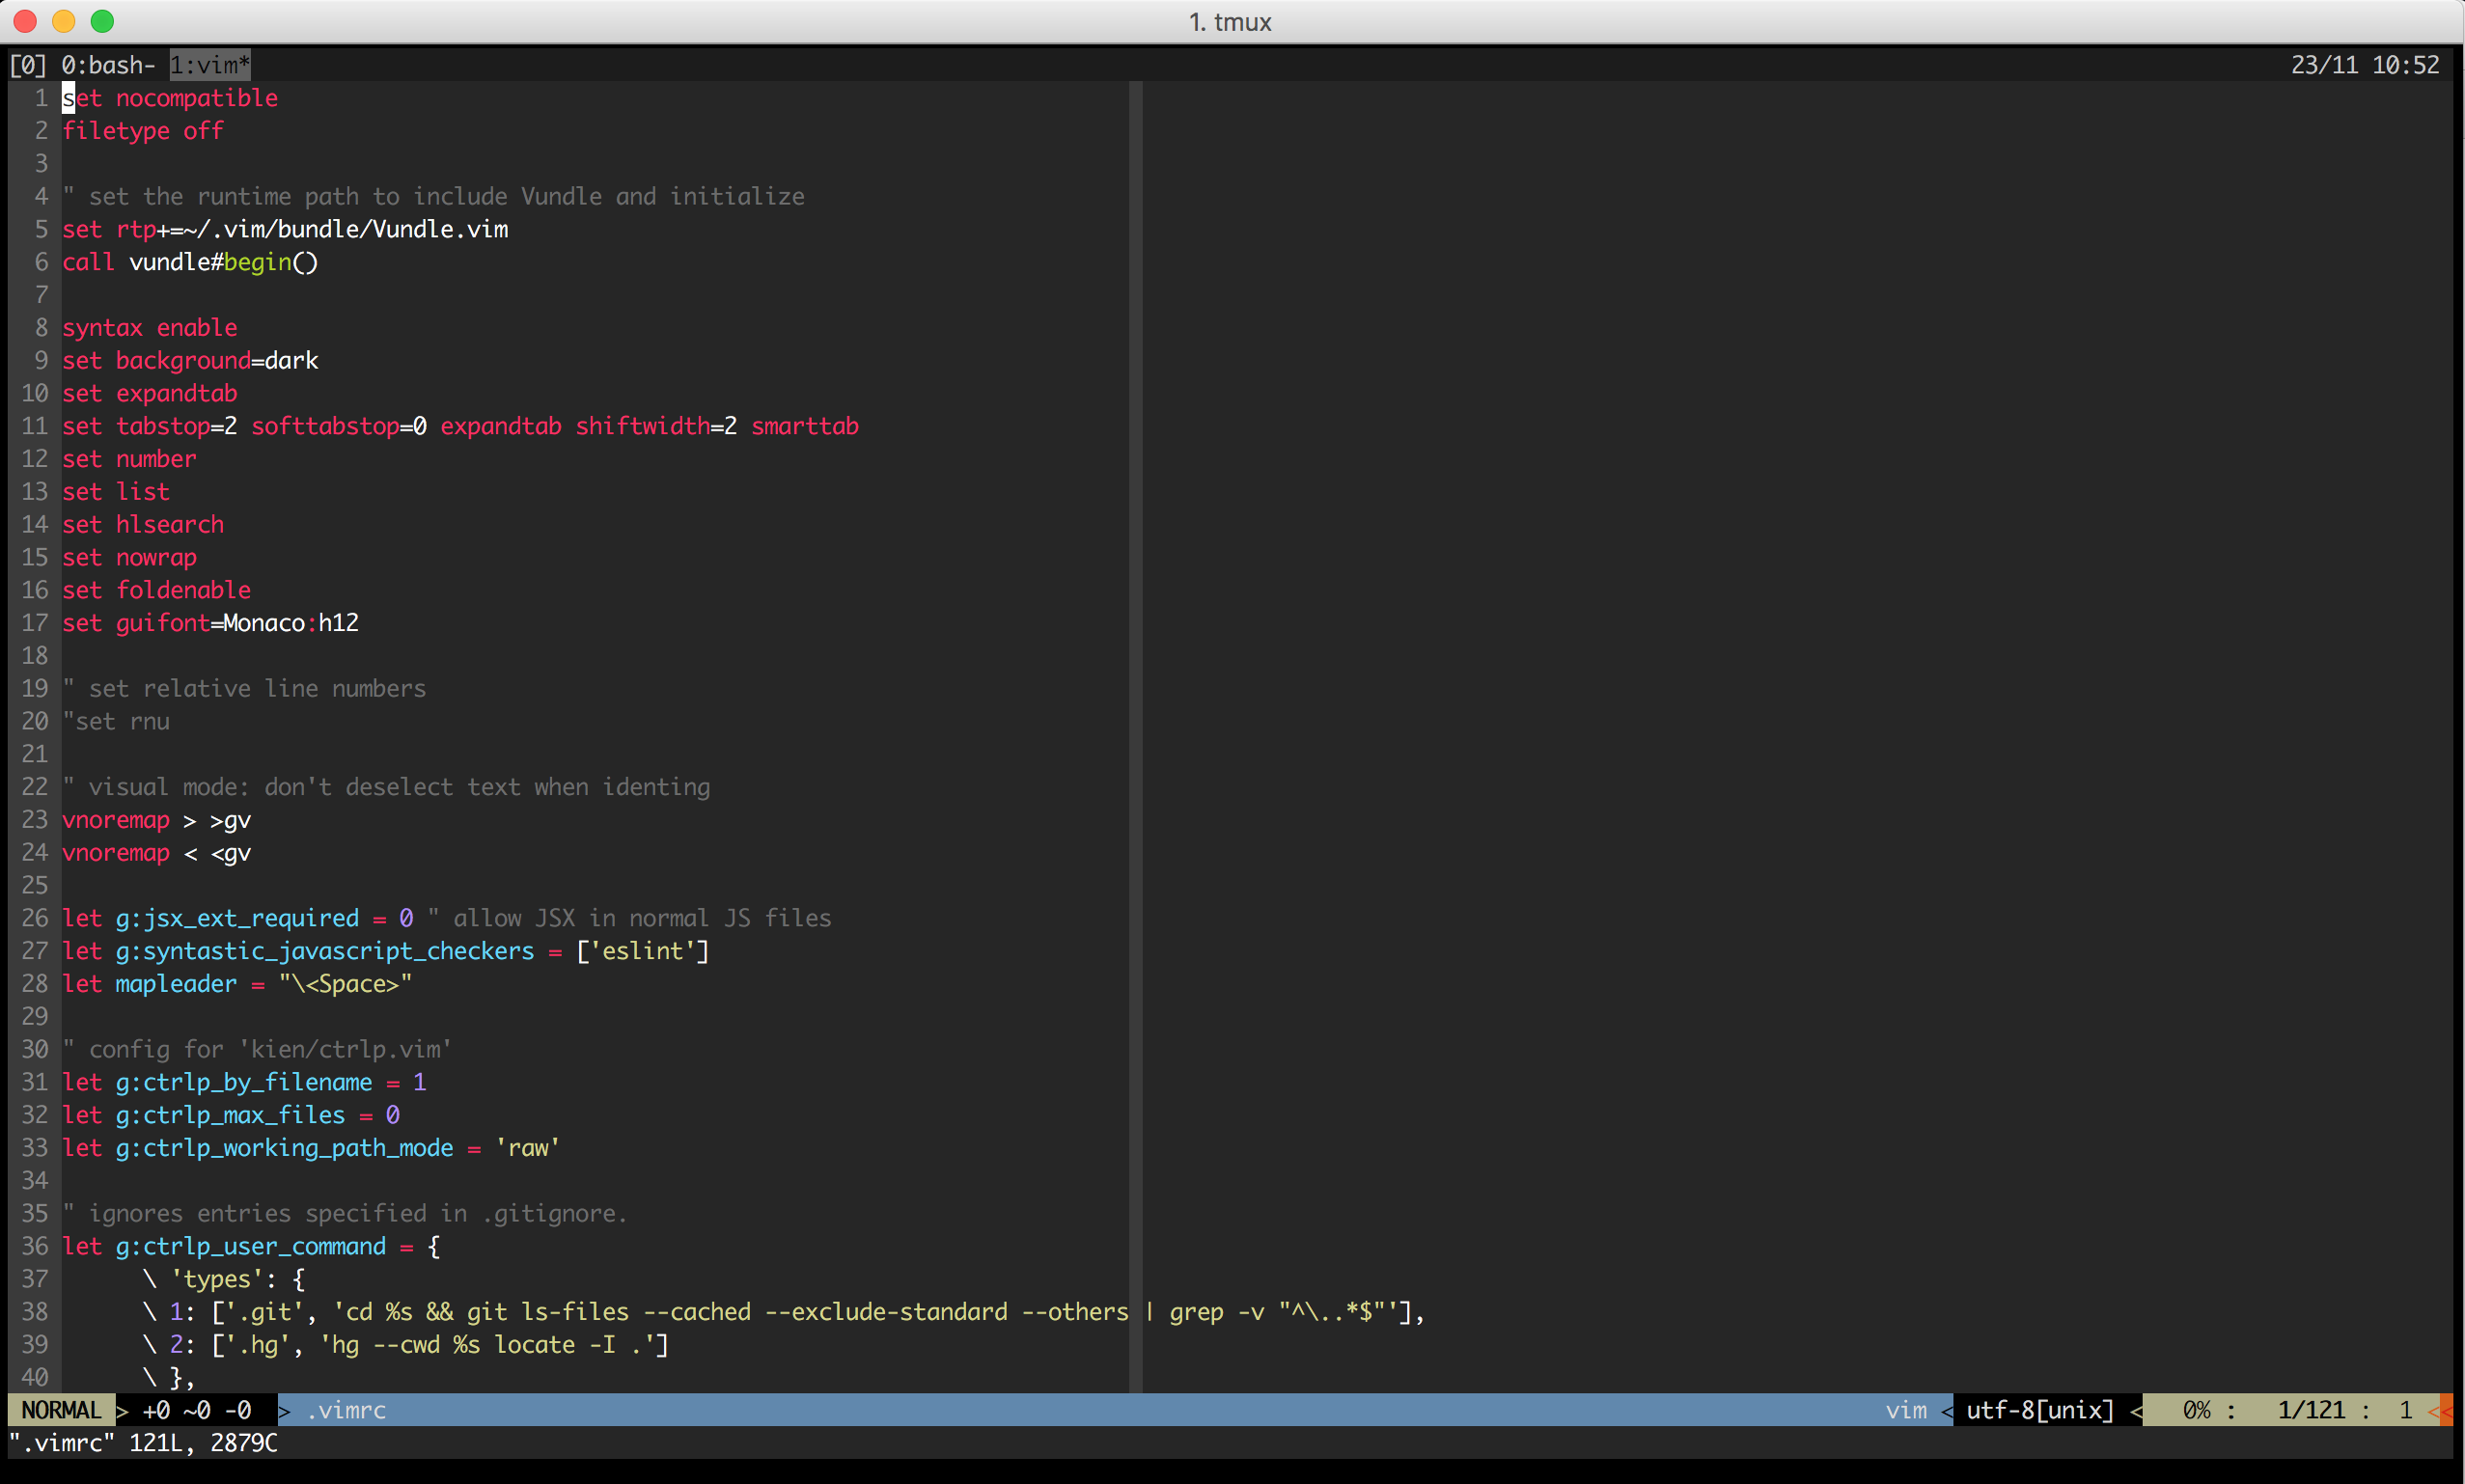 1. tmux
[0] 0:bash- 1:vim* 23/11 10:52
1 set nocompatible
2 filetype off
3
4 " set the runtime path to include Vundle and initialize
5 set rtp+=~/.vim/bundle/Vundle.vim
6 call vundle#begin()
7
8 syntax enable
9 set background=dark
10 set expandtab
11 set tabstop=2 softtabstop=0 expandtab shiftwidth=2 smarttab
12 set number
13 set list
14 set hlsearch
15 set nowrap
16 set foldenable
17 set guifont=Monaco:h12
18
19 " set relative line numbers
20 "set rnu
21
22 " visual mode: don't deselect text when identing
23 vnoremap > >gv
24 vnoremap < <gv
25
26 let g:jsx_ext_required = 0 " allow JSX in normal JS files
27 let g:syntastic_javascript_checkers = ['eslint']
28 let mapleader = "\<Space>"
29
30 " config for 'kien/ctrlp.vim'
31 let g:ctrlp_by_filename = 1
32 let g:ctrlp_max_files = 0
33 let g:ctrlp_working_path_mode = 'raw'
34
35 " ignores entries specified in .gitignore.
36 let g:ctrlp_user_command = {
37       \ 'types': {
38       \ 1: ['.git', 'cd %s && git ls-files --cached --exclude-standard --others | grep -v "^\..*$"'],
39       \ 2: ['.hg', 'hg --cwd %s locate -I .']
40       \ },
NORMAL > +0 ~0 -0 > .vimrc vim < utf-8[unix] < 0% : 1/121 : 1 <<
".vimrc" 121L, 2879C